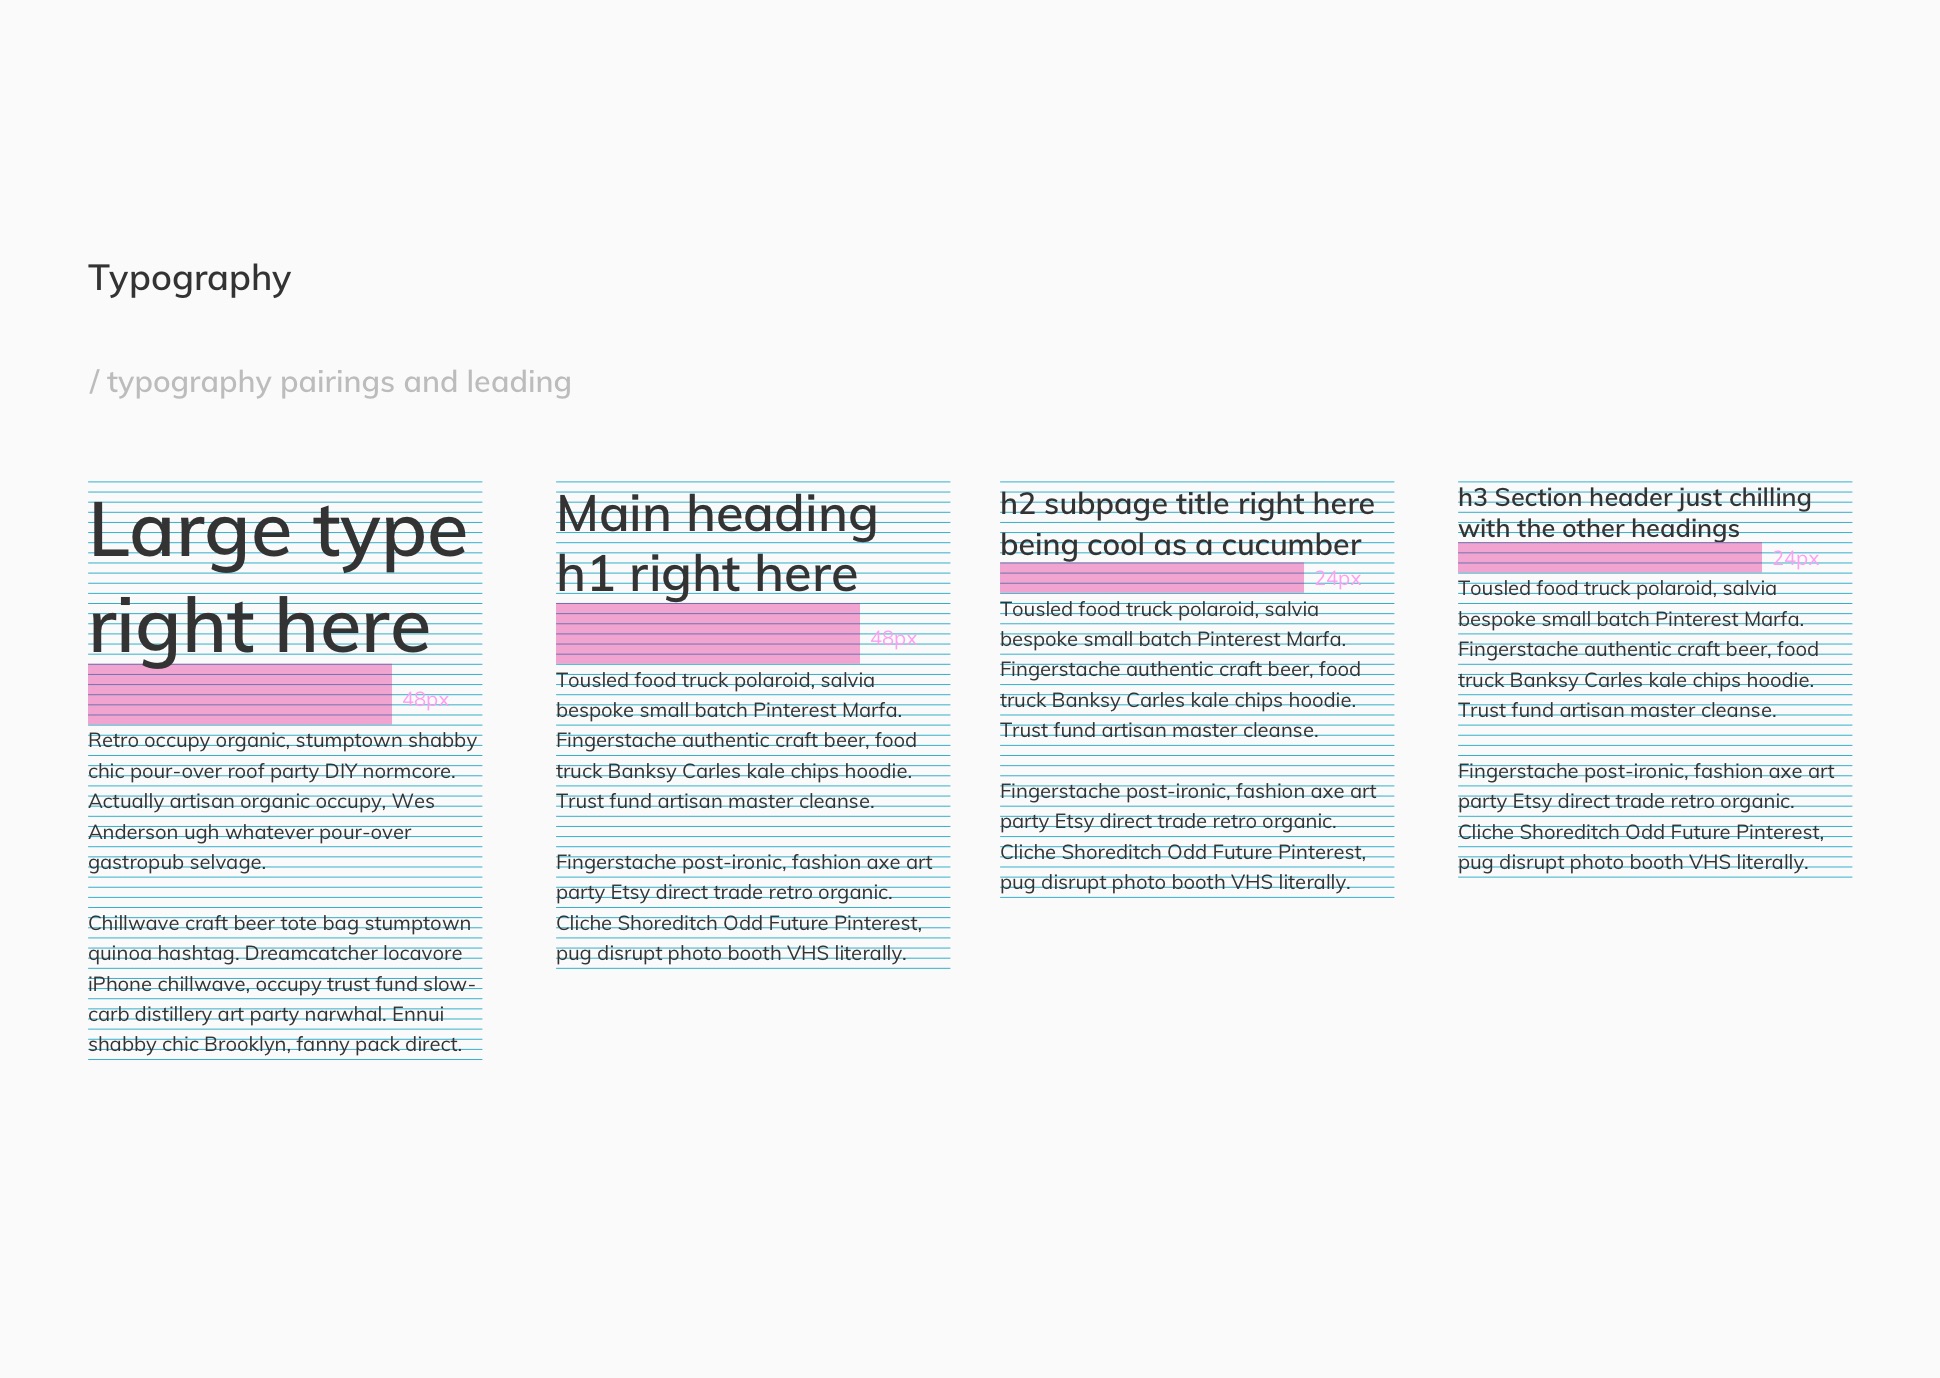 Typography
/ typography pairings and leading
Large type
right here
48px
Retro occupy organic, stumptown shabby
chic pour-over roof party DIY normcore.
Actually artisan organic occupy, Wes
Anderson ugh whatever pour-over
gastropub selvage.
Chillwave craft beer tote bag stumptown
quinoa hashtag. Dreamcatcher locavore
iPhone chillwave, occupy trust fund slow-
carb distillery art party narwhal. Ennui
shabby chic Brooklyn, fanny pack direct.
Main heading
h1 right here
48px
Tousled food truck polaroid, salvia
bespoke small batch Pinterest Marfa.
Fingerstache authentic craft beer, food
truck Banksy Carles kale chips hoodie.
Trust fund artisan master cleanse.
Fingerstache post-ironic, fashion axe art
party Etsy direct trade retro organic.
Cliche Shoreditch Odd Future Pinterest,
pug disrupt photo booth VHS literally.
h2 subpage title right here
being cool as a cucumber
24px
Tousled food truck polaroid, salvia
bespoke small batch Pinterest Marfa.
Fingerstache authentic craft beer, food
truck Banksy Carles kale chips hoodie.
Trust fund artisan master cleanse.
Fingerstache post-ironic, fashion axe art
party Etsy direct trade retro organic.
Cliche Shoreditch Odd Future Pinterest,
pug disrupt photo booth VHS literally.
h3 Section header just chilling
with the other headings
24px
Tousled food truck polaroid, salvia
bespoke small batch Pinterest Marfa.
Fingerstache authentic craft beer, food
truck Banksy Carles kale chips hoodie.
Trust fund artisan master cleanse.
Fingerstache post-ironic, fashion axe art
party Etsy direct trade retro organic.
Cliche Shoreditch Odd Future Pinterest,
pug disrupt photo booth VHS literally.